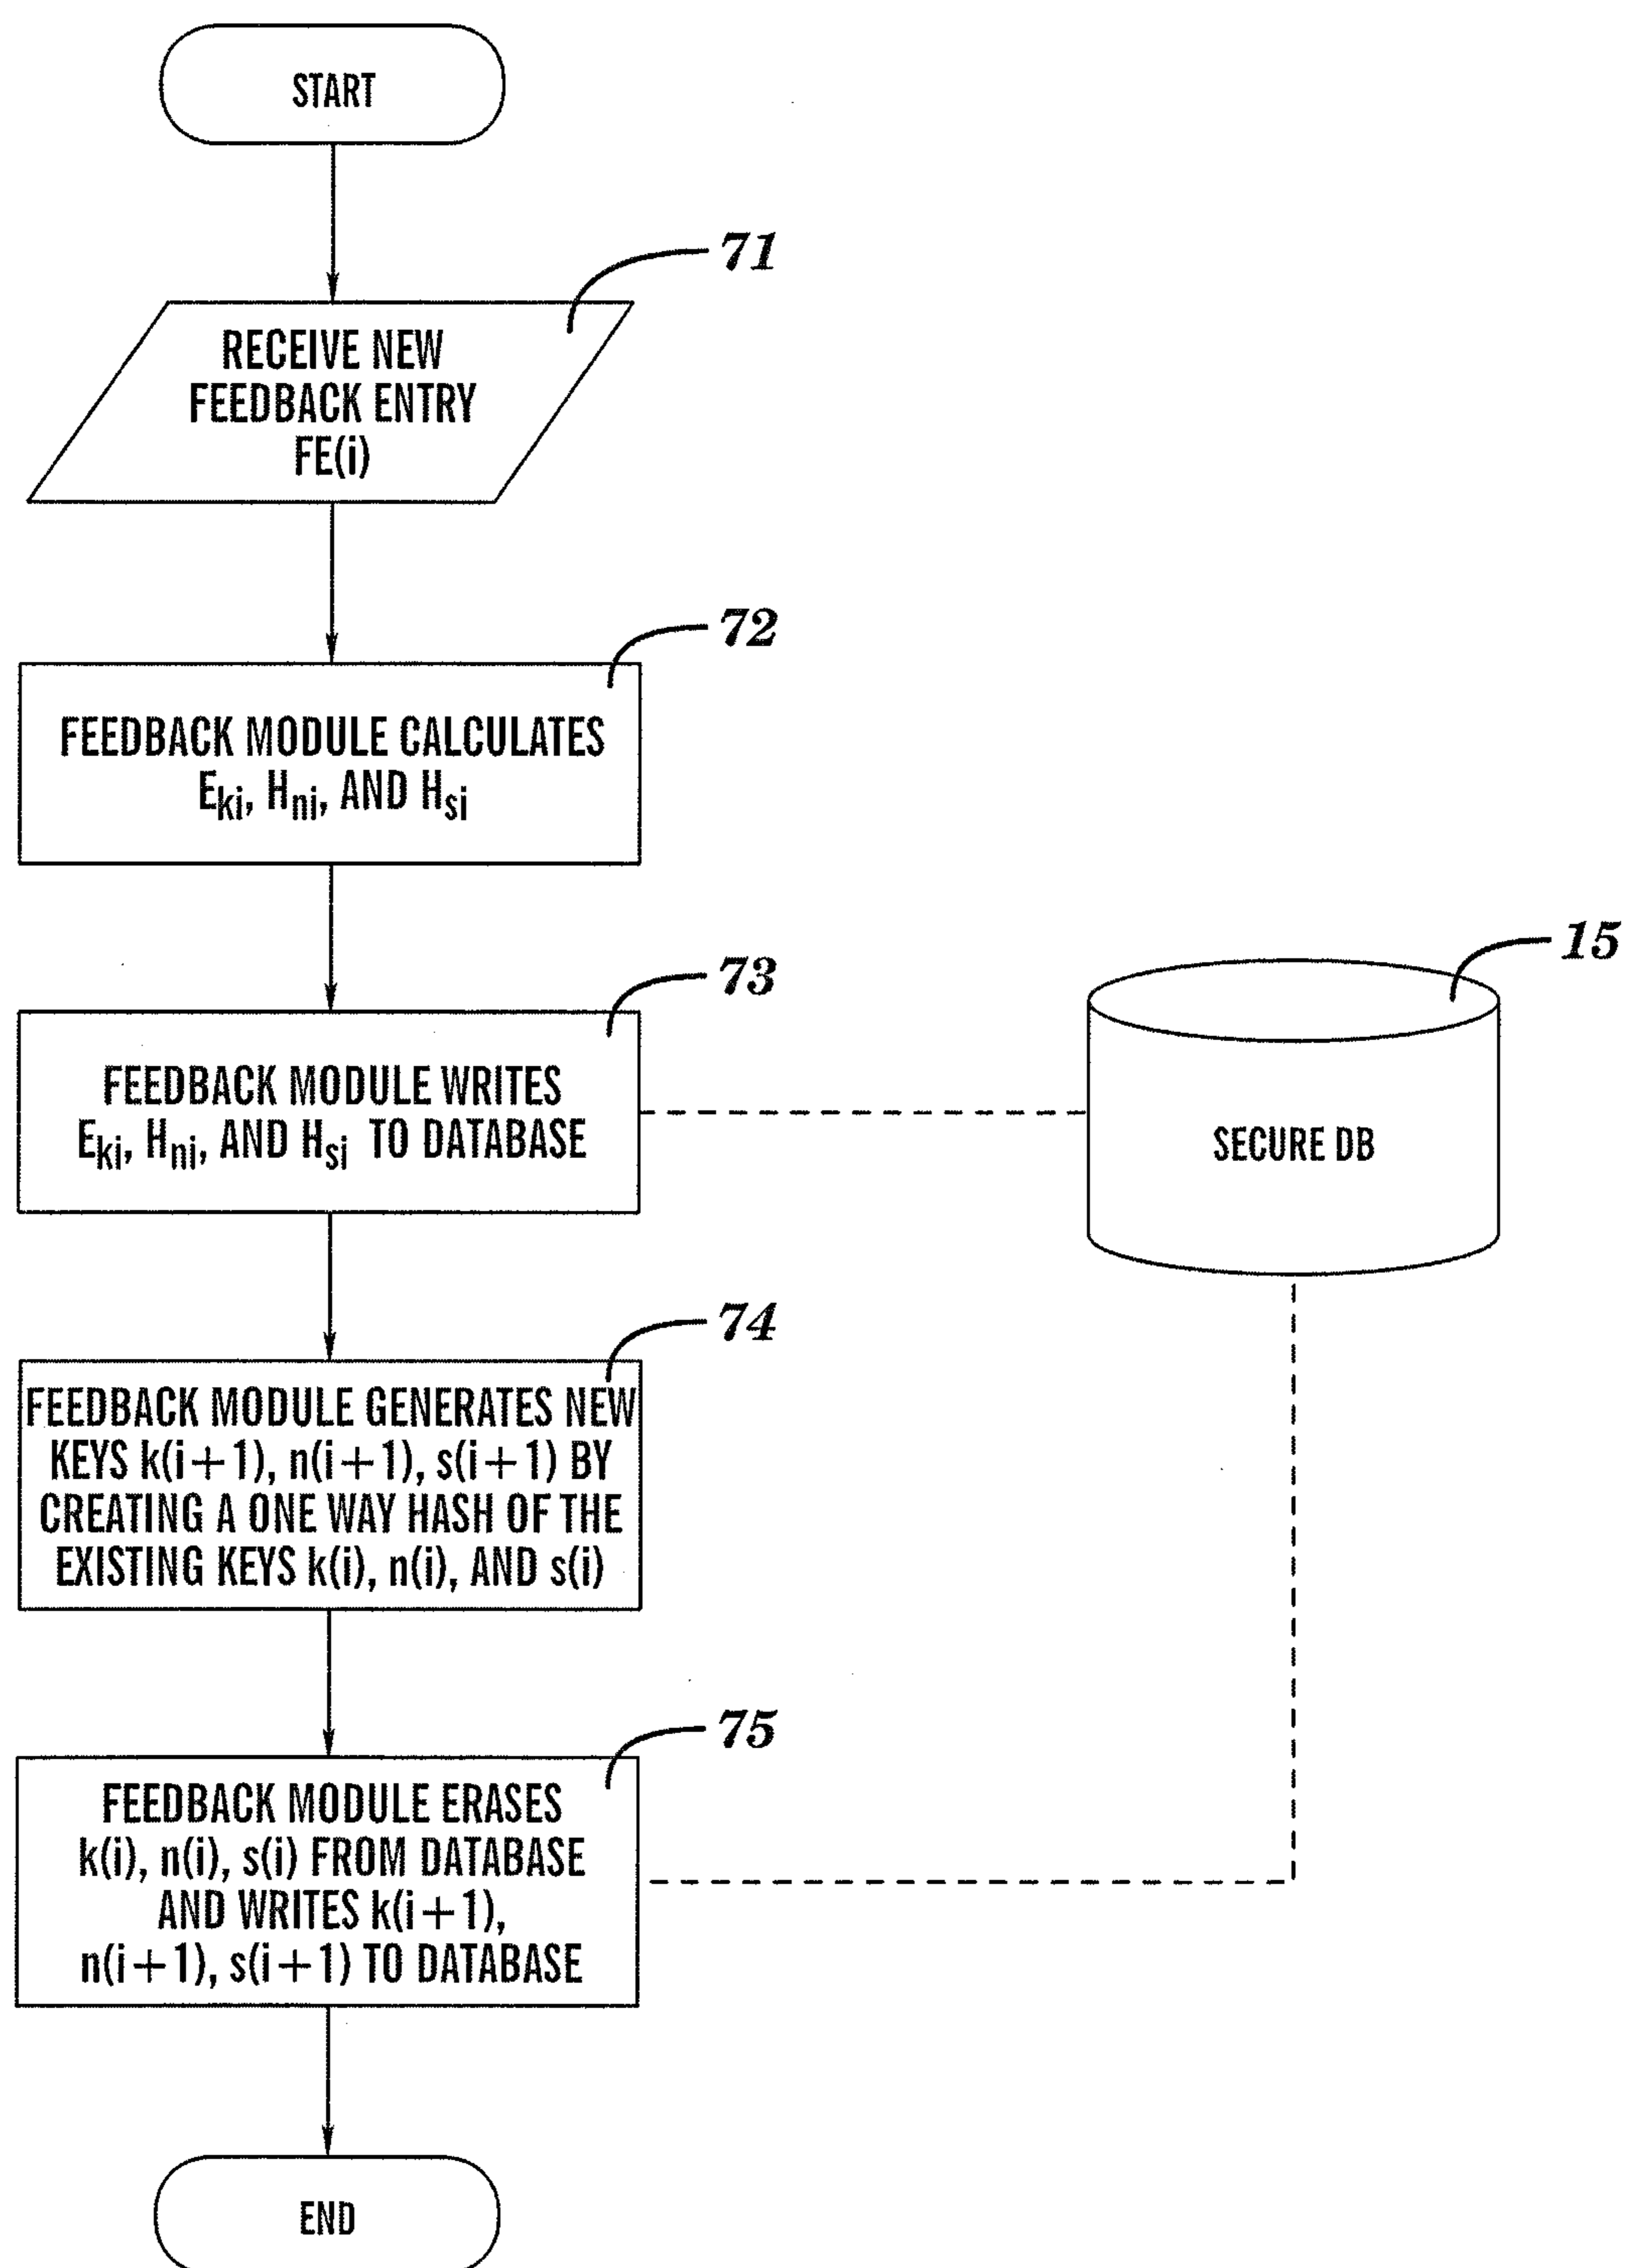 START
71
RECEIVE NEW
FEEDBACK ENTRY
FE(i)
72
FEEDBACK MODULE CALCULATES
Eki, Hni, AND Hsi
73
FEEDBACK MODULE WRITES
Eki, Hni, AND Hsi TO DATABASE
15
SECURE DB
74
FEEDBACK MODULE GENERATES NEW
KEYS k(i+1), n(i+1), s(i+1) BY
CREATING A ONE WAY HASH OF THE
EXISTING KEYS k(i), n(i), AND s(i)
75
FEEDBACK MODULE ERASES
k(i), n(i), s(i) FROM DATABASE
AND WRITES k(i+1),
n(i+1), s(i+1) TO DATABASE
END